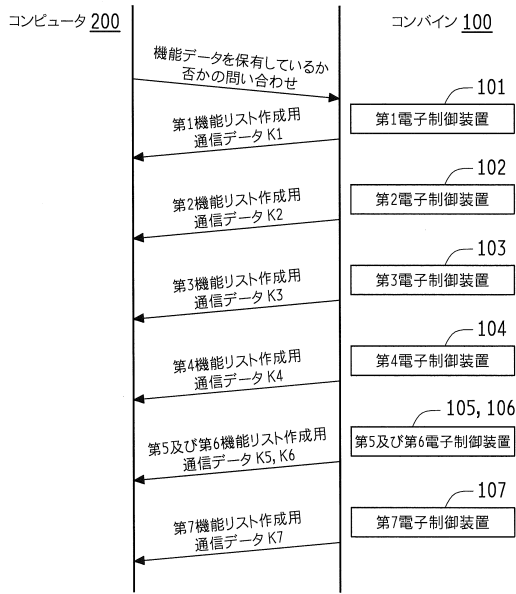 コンピュータ 200
コンバイン 100
機能データを保有しているか
否かの問い合わせ
101
第1電子制御装置
第1機能リスト作成用
通信データ K1
102
第2電子制御装置
第2機能リスト作成用
通信データ K2
103
第3電子制御装置
第3機能リスト作成用
通信データ K3
104
第4電子制御装置
第4機能リスト作成用
通信データ K4
105, 106
第5及び第6電子制御装置
第5及び第6機能リスト作成用
通信データ K5, K6
107
第7電子制御装置
第7機能リスト作成用
通信データ K7